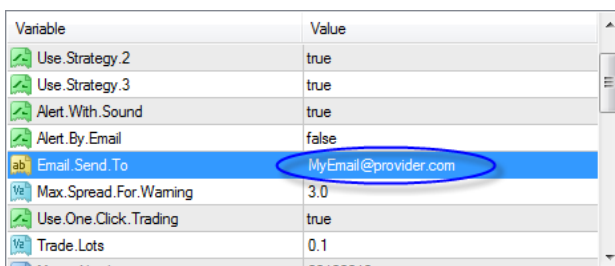 Variable Value
Use.Strategy.2 true
Use.Strategy.3 true
Alert.With.Sound true
Alert.By.Email false
ab Email.Send.To MyEmail@provider.com
Max.Spread.For.Warning 3.0
Use.One.Click.Trading true
Trade.Lots 0.1